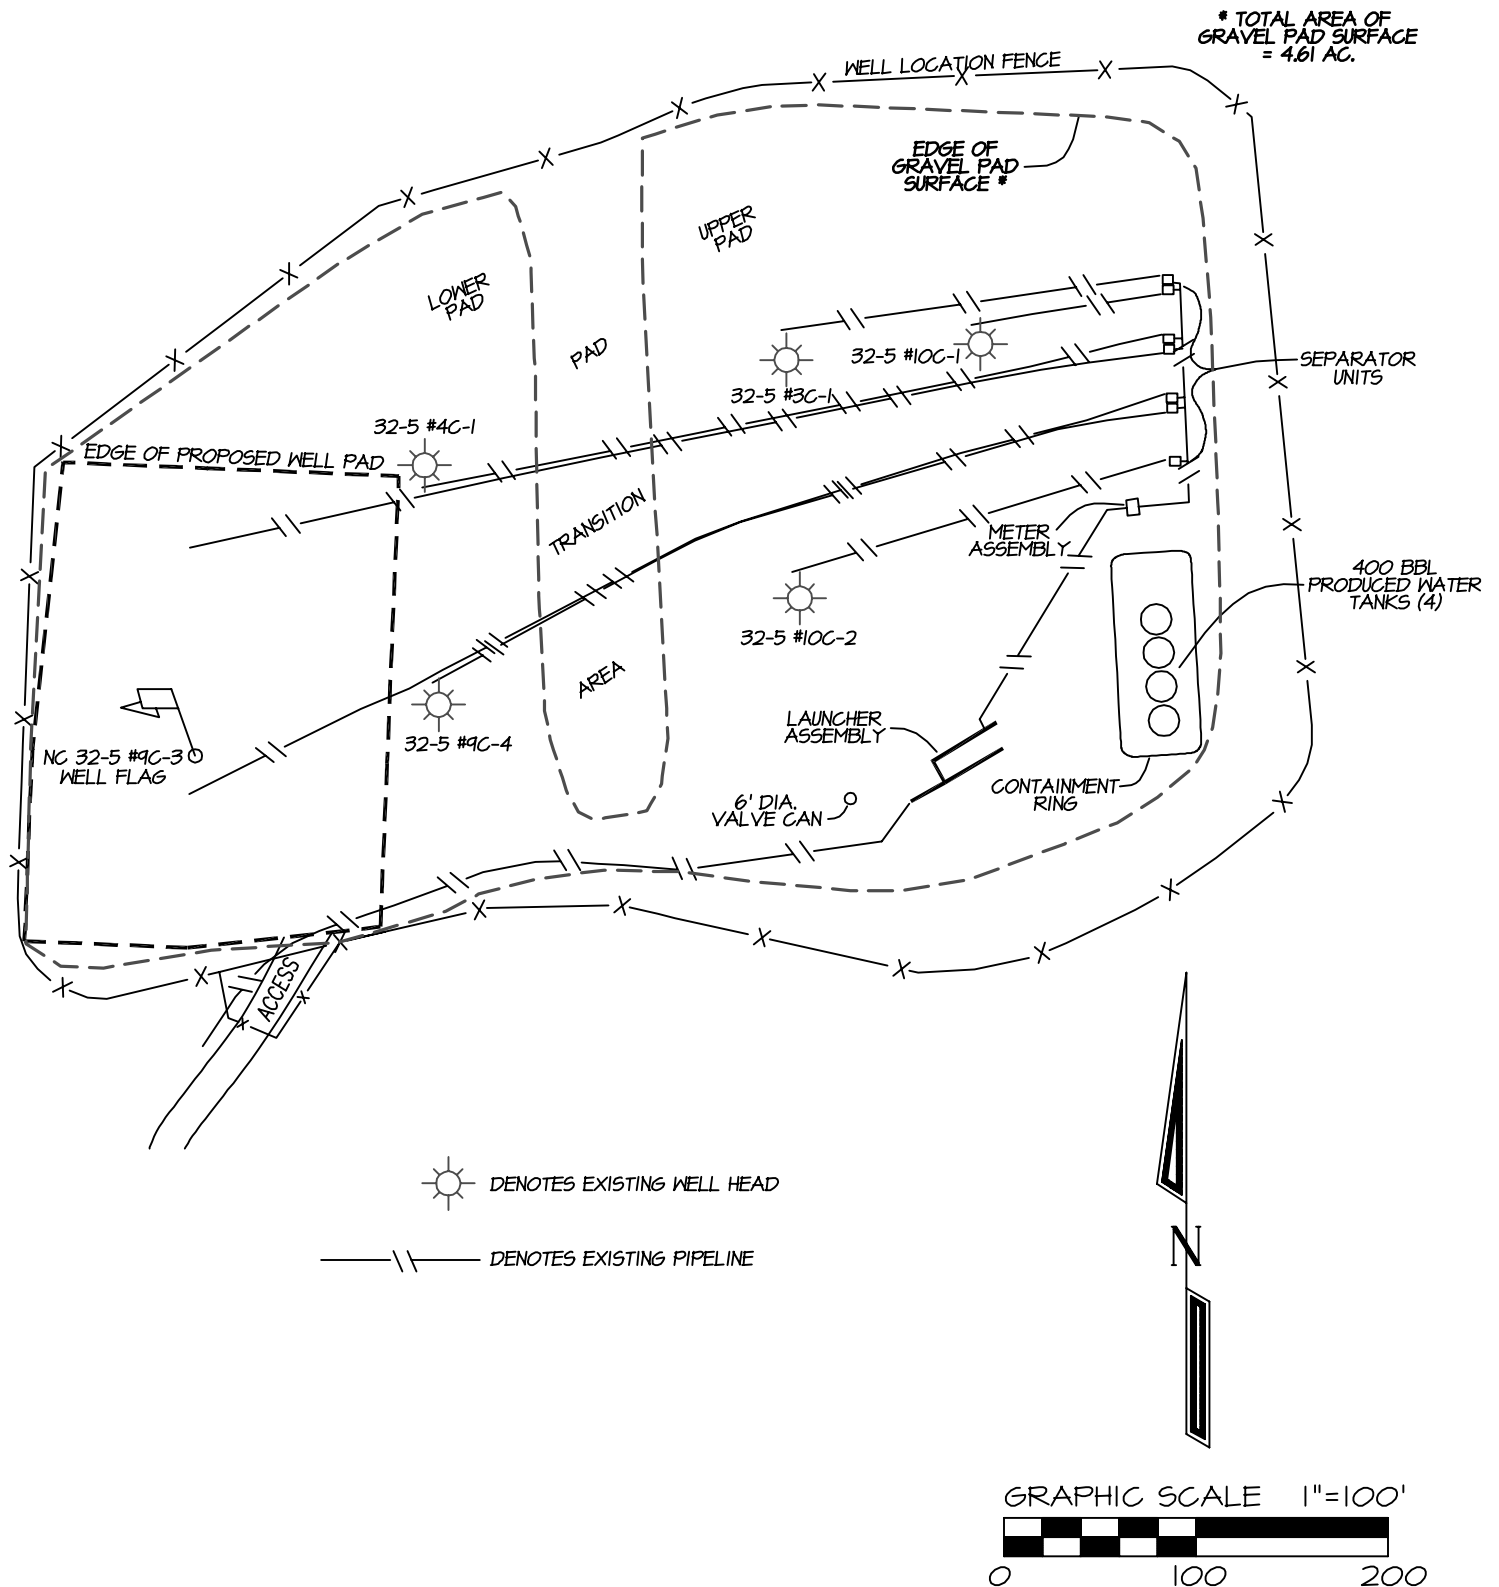 * TOTAL AREA OF
GRAVEL PAD SURFACE
= 4.61 AC.
WELL LOCATION FENCE
EDGE OF
GRAVEL PAD
SURFACE *
UPPER
PAD
LOWER
PAD
PAD
32-5 #10C-1
32-5 #3C-1
SEPARATOR
UNITS
32-5 #4C-1
EDGE OF PROPOSED WELL PAD
TRANSITION
METER
ASSEMBLY
400 BBL
PRODUCED WATER
TANKS (4)
32-5 #10C-2
AREA
LAUNCHER
ASSEMBLY
32-5 #9C-4
NC 32-5 #9C-3
WELL FLAG
CONTAINMENT
RING
6' DIA.
VALVE CAN
ACCESS
DENOTES EXISTING WELL HEAD
DENOTES EXISTING PIPELINE
N
GRAPHIC SCALE 1"=100'
0 100 200